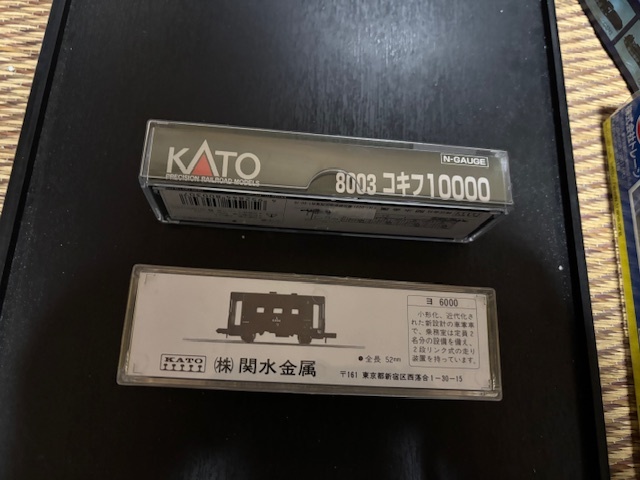 KATO
PRECISION RAILROAD MODELS
N-GAUGE
8003 コキフ10000
ヨ 6000
小形化、近代化さ
れた新設計の車掌車
で、乗務室は定員2
名分の設備を備え、
2段リンク式の走り
装置を持っています。
●全長 52mm
KATO
(株) 関水金属
〒161 東京都新宿区西落合1-30-15